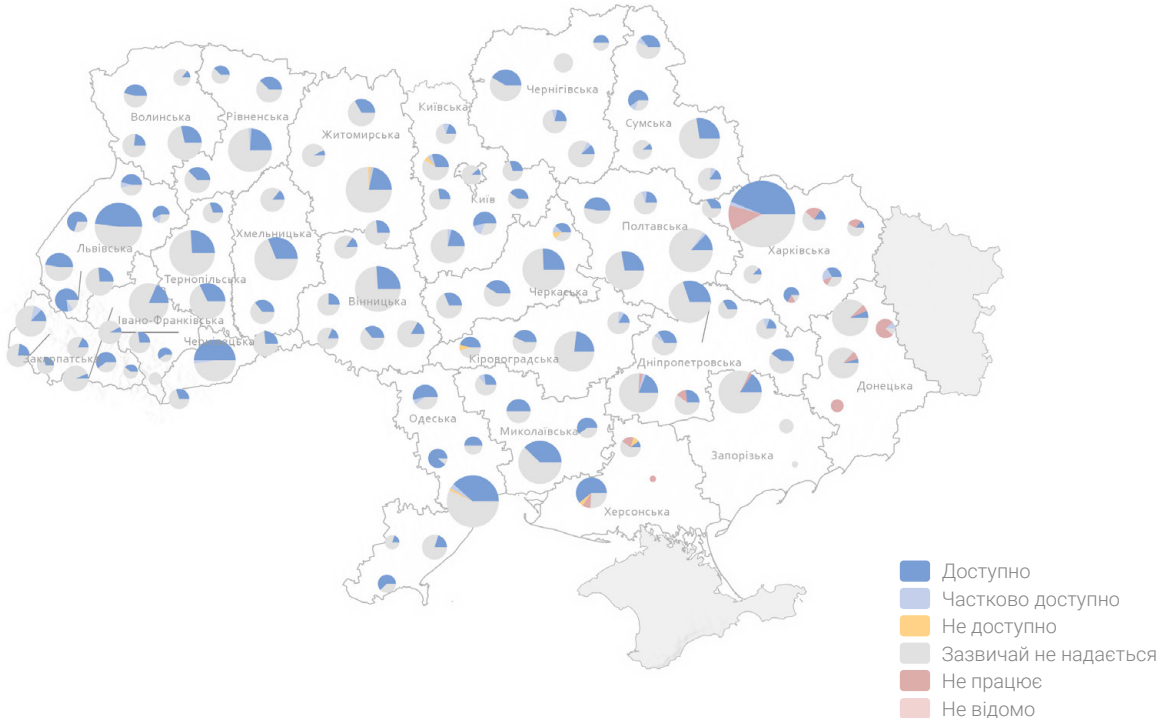 Волинська
Рівненська
Житомирська
Київська
Чернігівська
Сумська
Київ
Львівська
Хмельницька
Тернопільська
Полтавська
Харківська
Івано-Франківська
Вінницька
Черкаська
Закарпатська
Чернівецька
Кіровоградська
Дніпропетровська
Донецька
Одеська
Миколаївська
Запорізька
Херсонська
Доступно
Частково доступно
Не доступно
Зазвичай не надається
Не працює
Не відомо